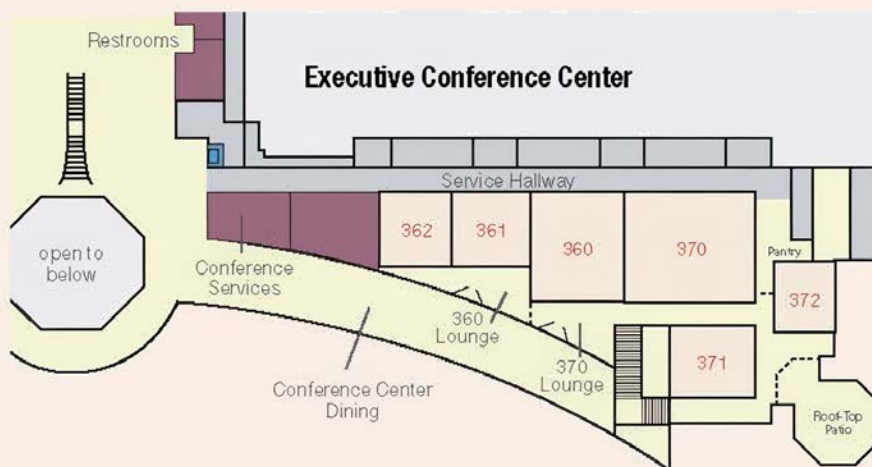 Restrooms
Executive Conference Center
Service Hallway
362
361
360
370
open to
below
Conference
Services
Pantry
372
360
Lounge
370
Lounge
371
Conference Center
Dining
Roof-Top
Patio